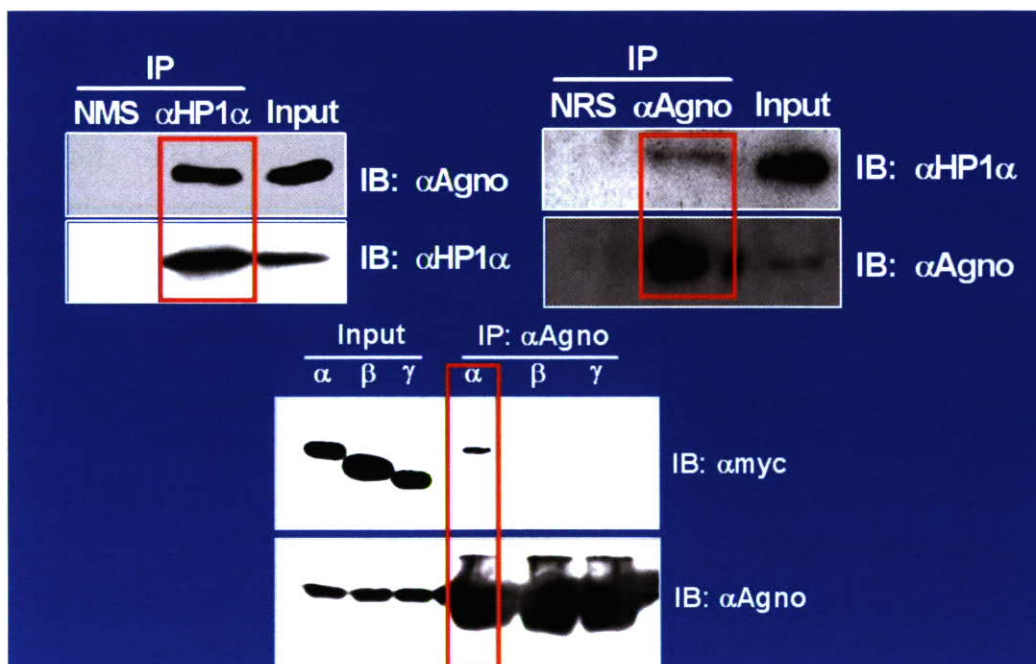 IP
NMS αHP1α Input
IB: αAgno
IB: αHP1α
IP
NRS αAgno Input
IB: αHP1α
IB: αAgno
Input IP: αAgno
α β γ α β γ
IB: αmyc
IB: αAgno